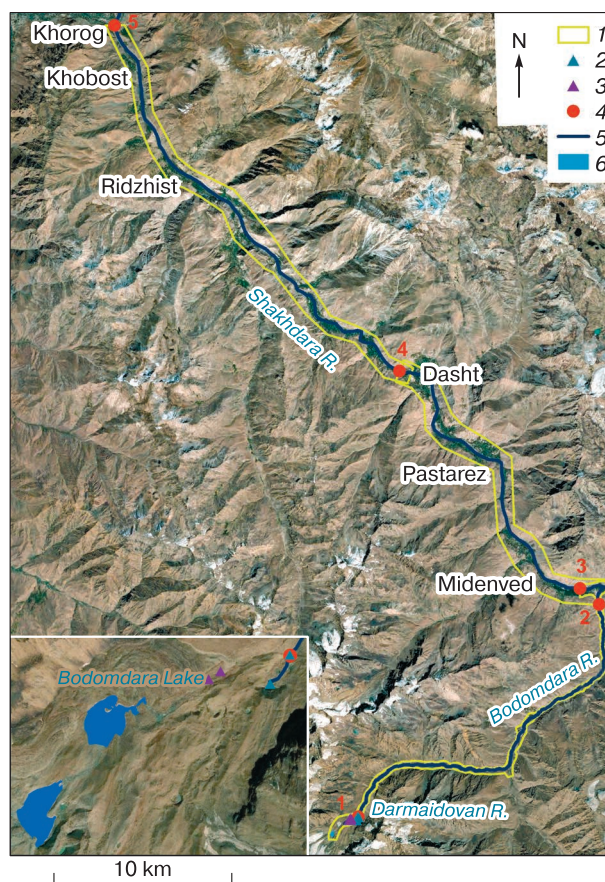 Khorog
5
Khobost
Ridzhist
Shakhdara R.
4
Dasht
Pastarez
Midenved
3
2
Bodomdara R.
1
Darmaidovan R.
Bodomdara Lake
N
1
2
3
4
5
6
10 km